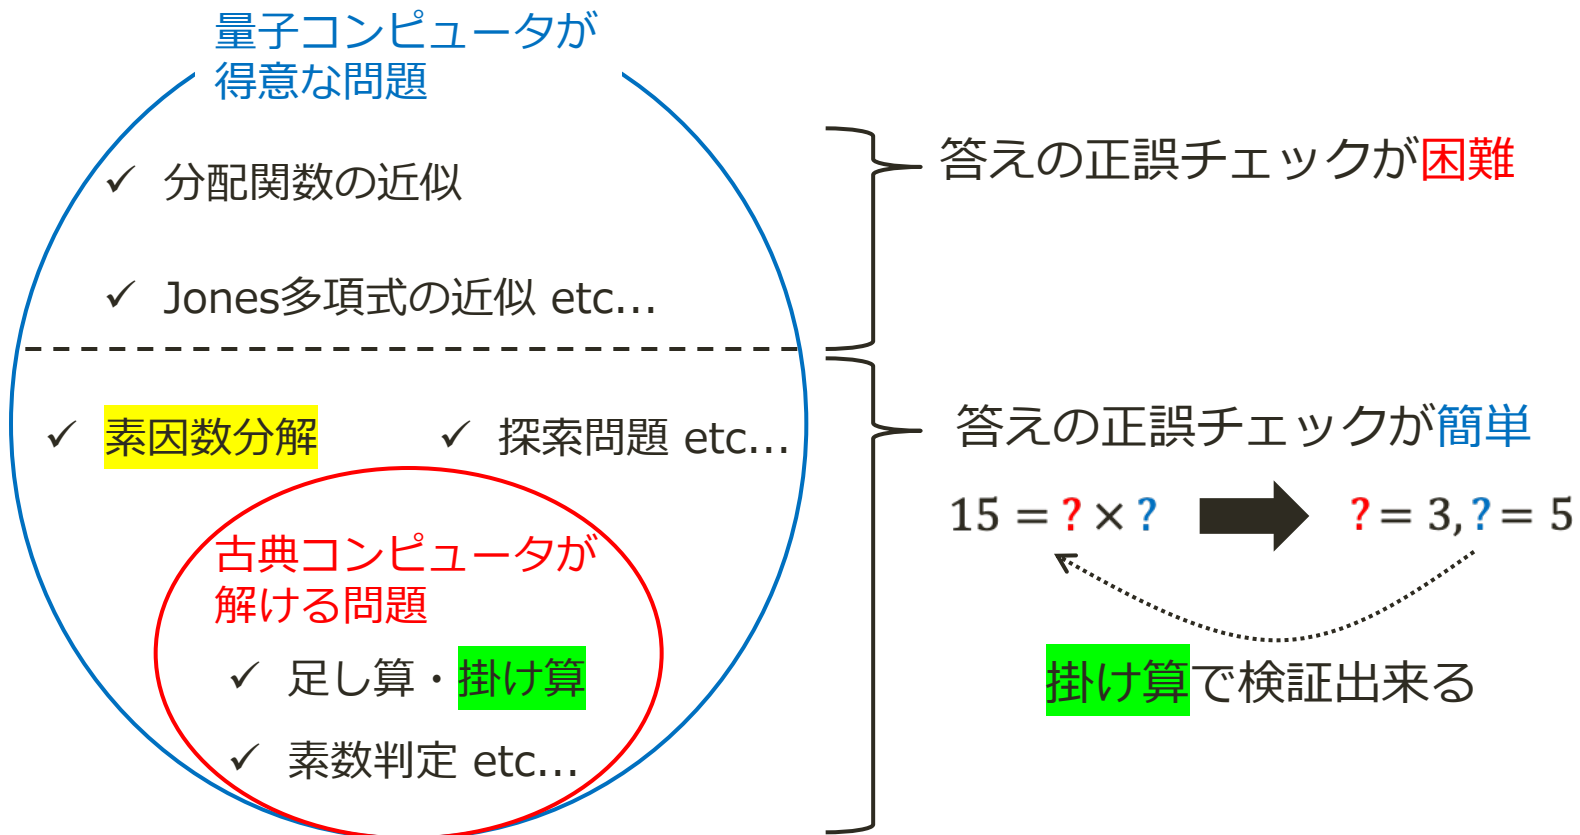 量子コンピュータが
得意な問題
✓ 分配関数の近似
✓ Jones多項式の近似 etc…
答えの正誤チェックが困難
✓ 素因数分解
✓ 探索問題 etc…
古典コンピュータが
解ける問題
✓ 足し算・掛け算
✓ 素数判定 etc…
答えの正誤チェックが簡単
15 = ? × ?
? = 3, ? = 5
掛け算で検証出来る